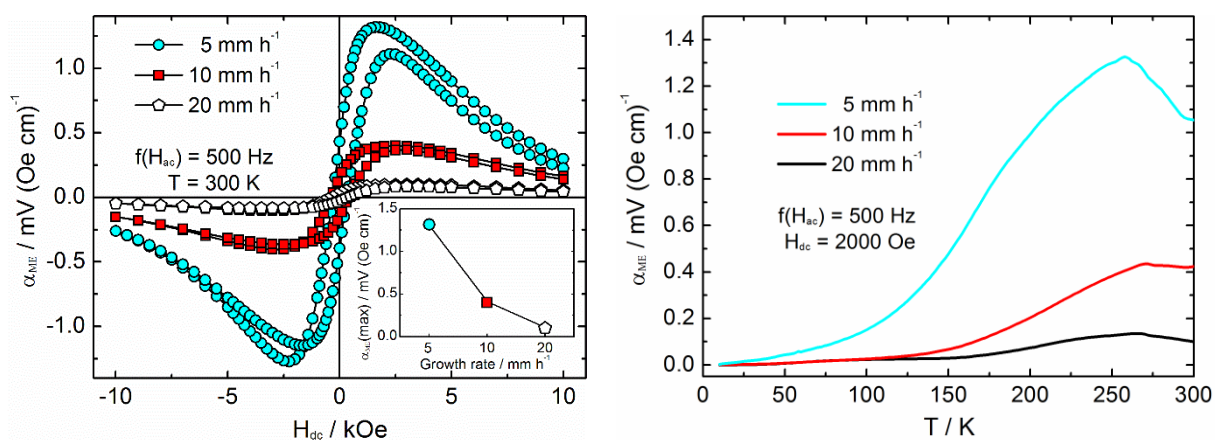 5 mm h⁻¹
10 mm h⁻¹
20 mm h⁻¹
f(Hac) = 500 Hz
T = 300 K
1.0
0.5
0.0
-0.5
-1.0
αME / mV (Oe cm)⁻¹
-10
-5
0
5
10
Hdc / kOe
1.5
1.0
0.5
0.0
αME(max) / mV (Oe cm)⁻¹
5
10
20
Growth rate / mm h⁻¹
1.4
1.2
1.0
0.8
0.6
0.4
0.2
0.0
αME / mV (Oe cm)⁻¹
5 mm h⁻¹
10 mm h⁻¹
20 mm h⁻¹
f(Hac) = 500 Hz
Hdc = 2000 Oe
0
50
100
150
200
250
300
T / K